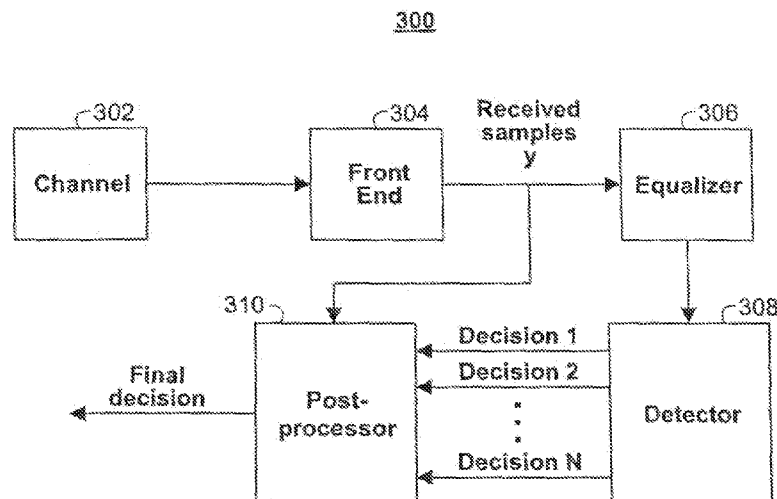 300
302
304
Received
samples
y
306
Channel
Front
End
Equalizer
310
308
Final
decision
Post-
processor
Decision 1
Decision 2
Decision N
Detector